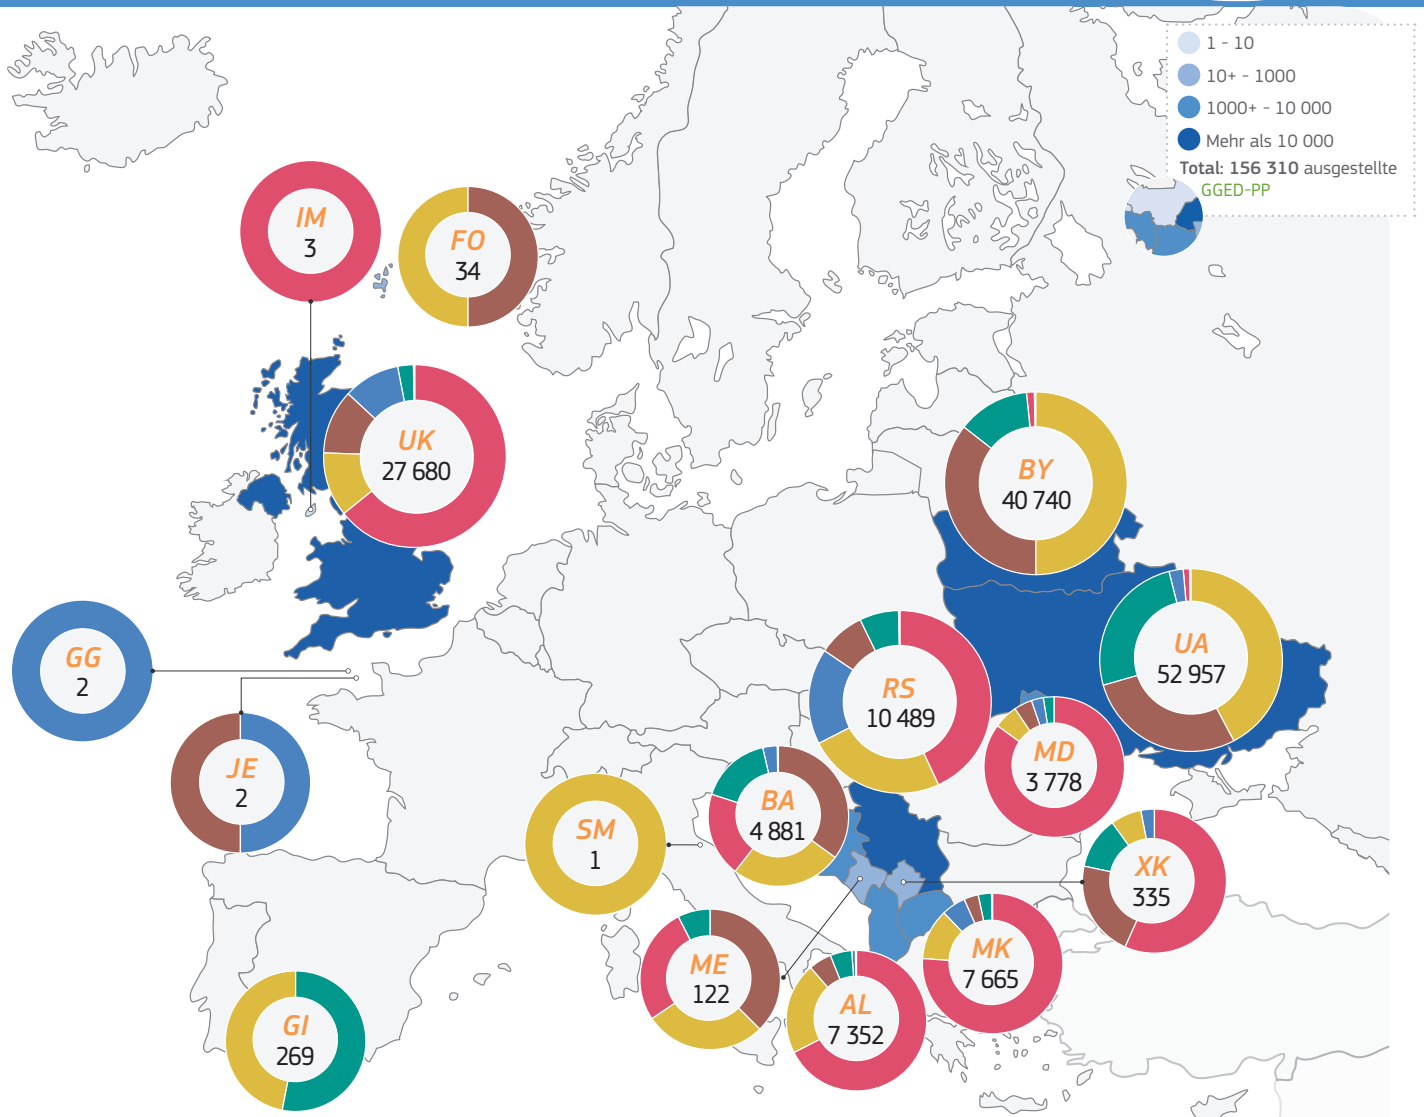 1 - 10
10+ - 1000
1000+ - 10 000
Mehr als 10 000
Total: 156 310 ausgestellte
GGED-PP
IM
3
FO
34
UK
27 680
BY
40 740
GG
2
UA
52 957
RS
10 489
JE
2
MD
3 778
BA
4 881
SM
1
XK
335
ME
122
MK
7 665
AL
7 352
GI
269